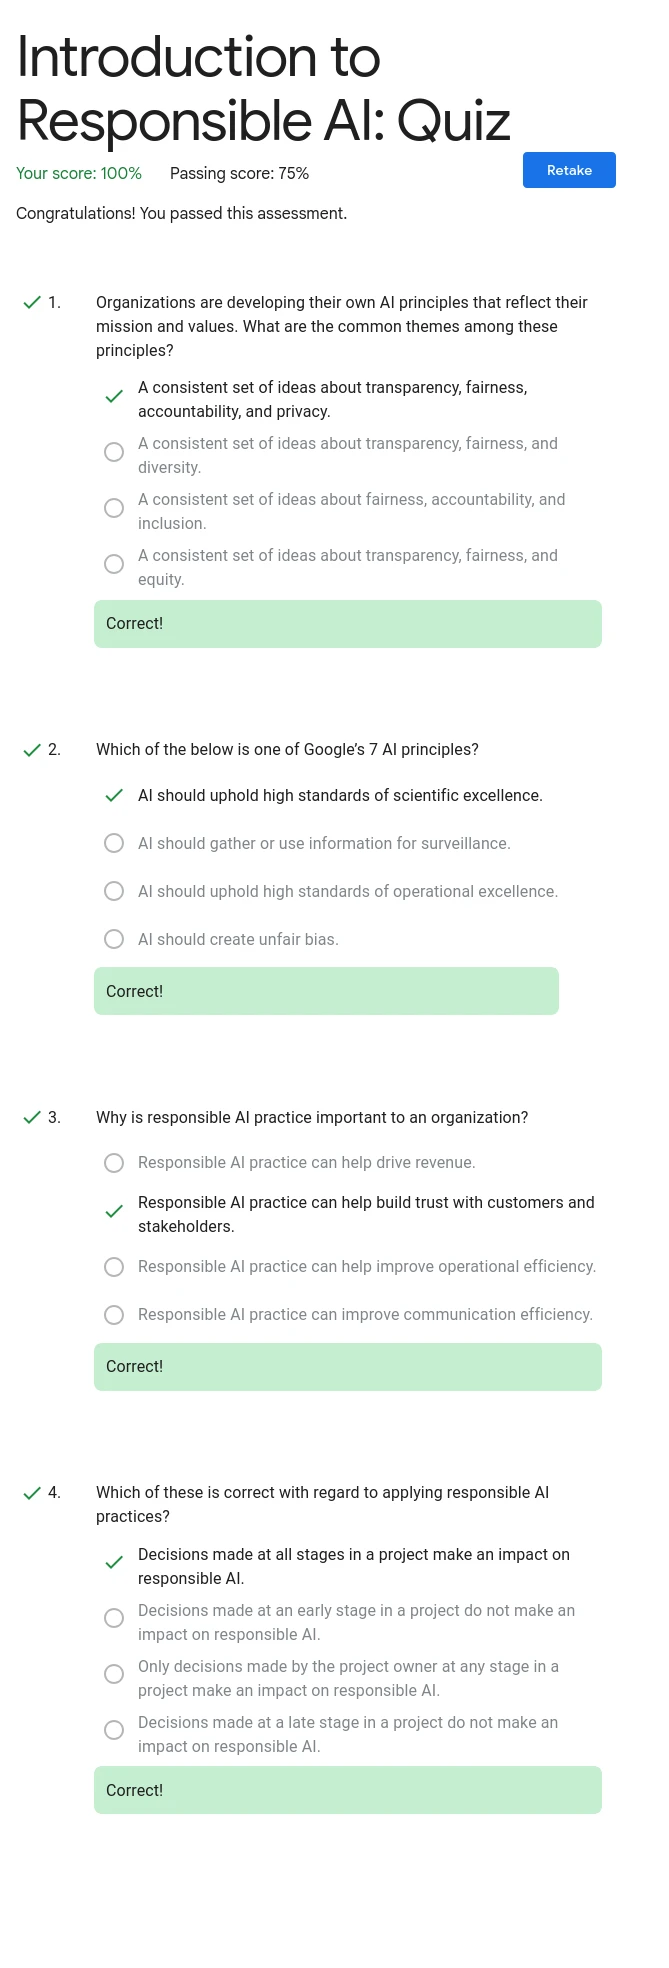 Introduction to
Responsible AI: Quiz
Your score: 100% Passing score: 75% Retake
Congratulations! You passed this assessment.
1. Organizations are developing their own AI principles that reflect their
mission and values. What are the common themes among these
principles?
A consistent set of ideas about transparency, fairness,
accountability, and privacy.
A consistent set of ideas about transparency, fairness, and
diversity.
A consistent set of ideas about fairness, accountability, and
inclusion.
A consistent set of ideas about transparency, fairness, and
equity.
Correct!
2. Which of the below is one of Google’s 7 AI principles?
AI should uphold high standards of scientific excellence.
AI should gather or use information for surveillance.
AI should uphold high standards of operational excellence.
AI should create unfair bias.
Correct!
3. Why is responsible AI practice important to an organization?
Responsible AI practice can help drive revenue.
Responsible AI practice can help build trust with customers and
stakeholders.
Responsible AI practice can help improve operational efficiency.
Responsible AI practice can improve communication efficiency.
Correct!
4. Which of these is correct with regard to applying responsible AI
practices?
Decisions made at all stages in a project make an impact on
responsible AI.
Decisions made at an early stage in a project do not make an
impact on responsible AI.
Only decisions made by the project owner at any stage in a
project make an impact on responsible AI.
Decisions made at a late stage in a project do not make an
impact on responsible AI.
Correct!